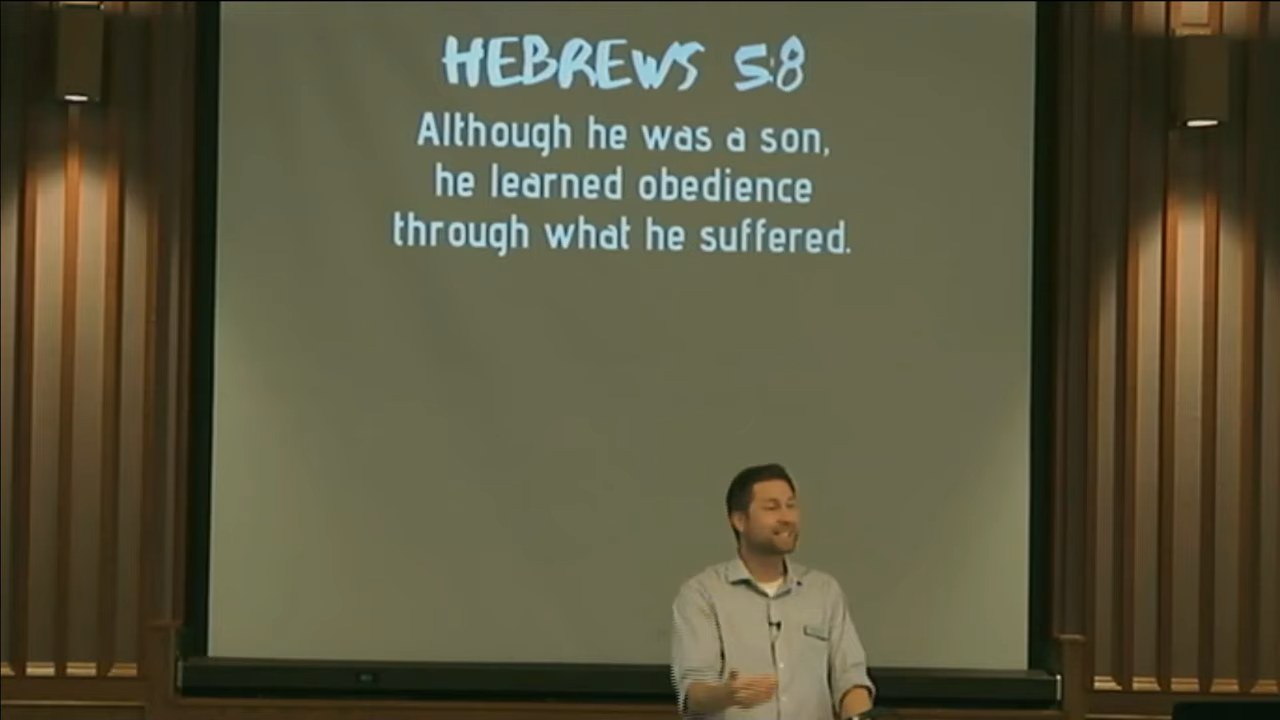 HEBREWS 5:8
Although he was a son,
he learned obedience
through what he suffered.